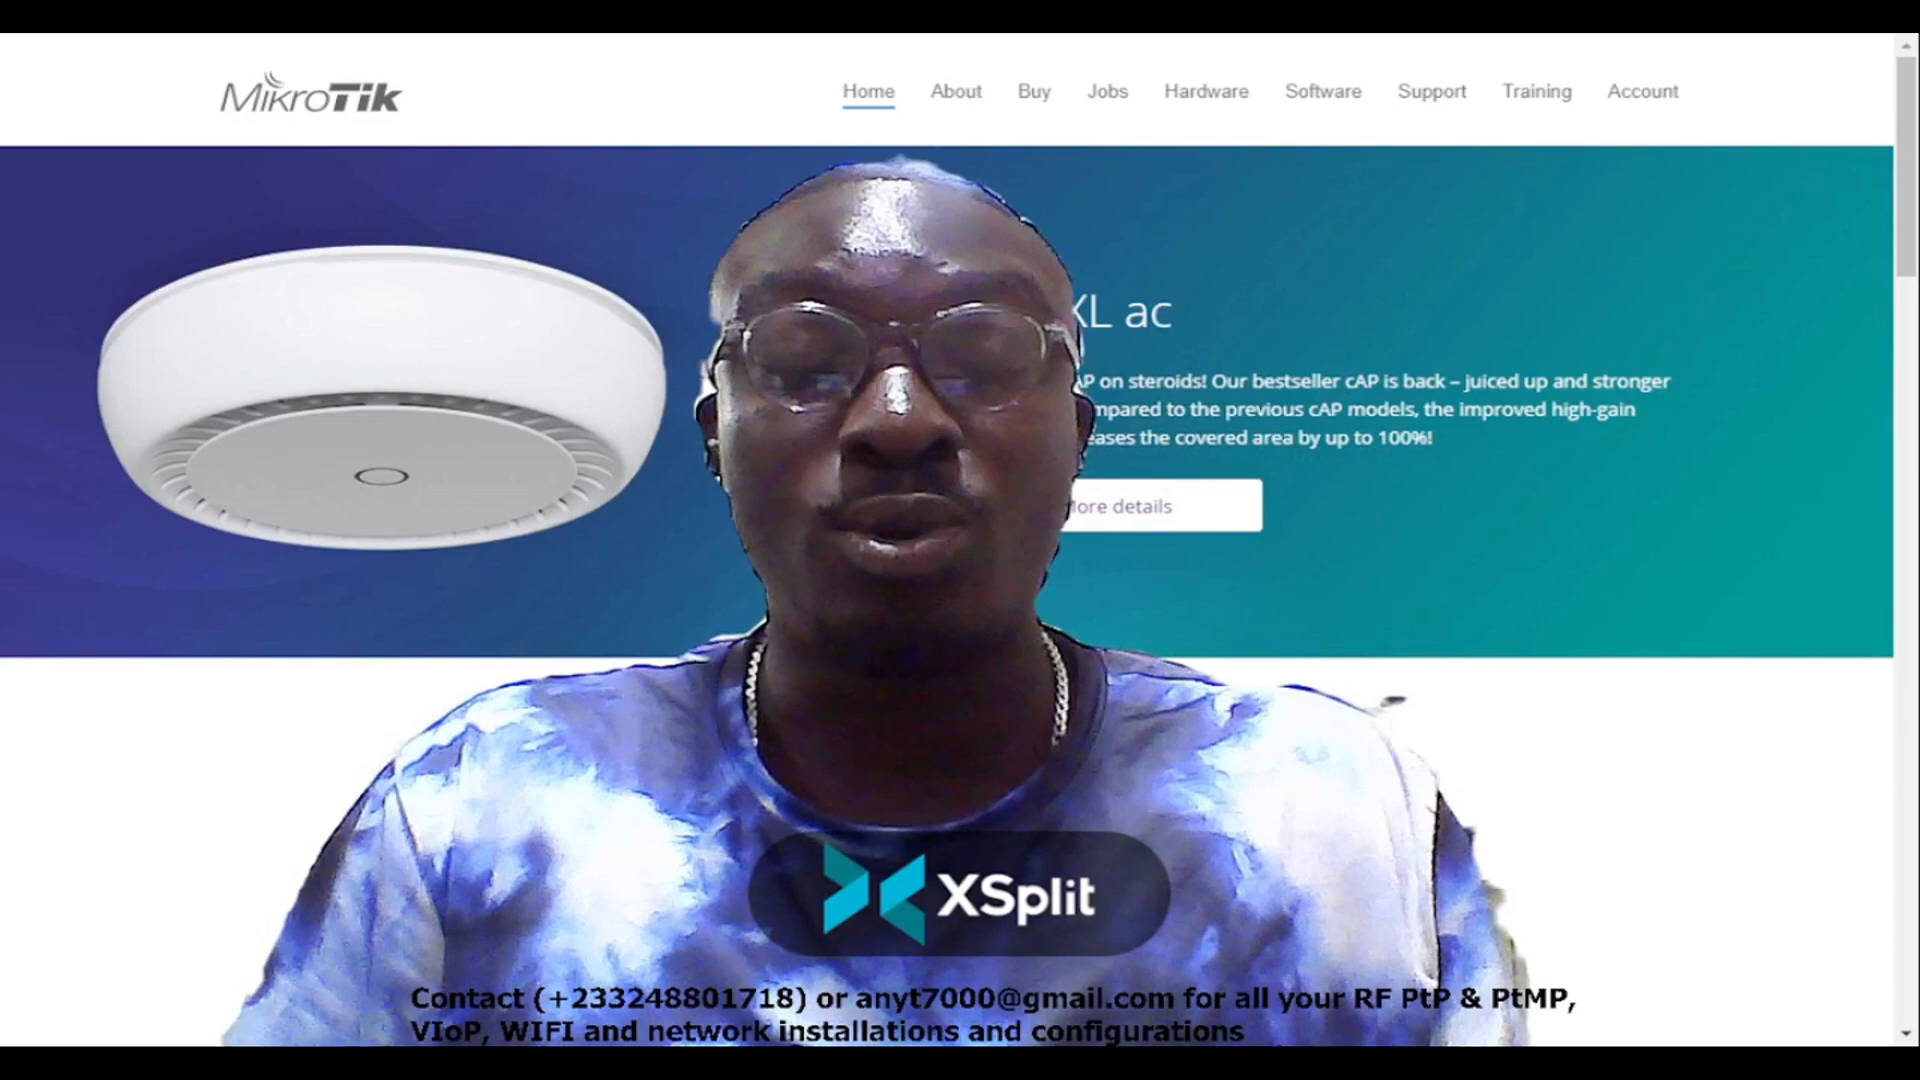 MikroTik
Home About Buy Jobs Hardware Software Support Training Account
XL ac
AP on steroids! Our bestseller cAP is back – juiced up and stronger
mpared to the previous cAP models, the improved high-gain
eases the covered area by up to 100%!
More details
XSplit
Contact (+233248801718) or anyt7000@gmail.com for all your RF PtP & PtMP,
VIoP, WIFI and network installations and configurations